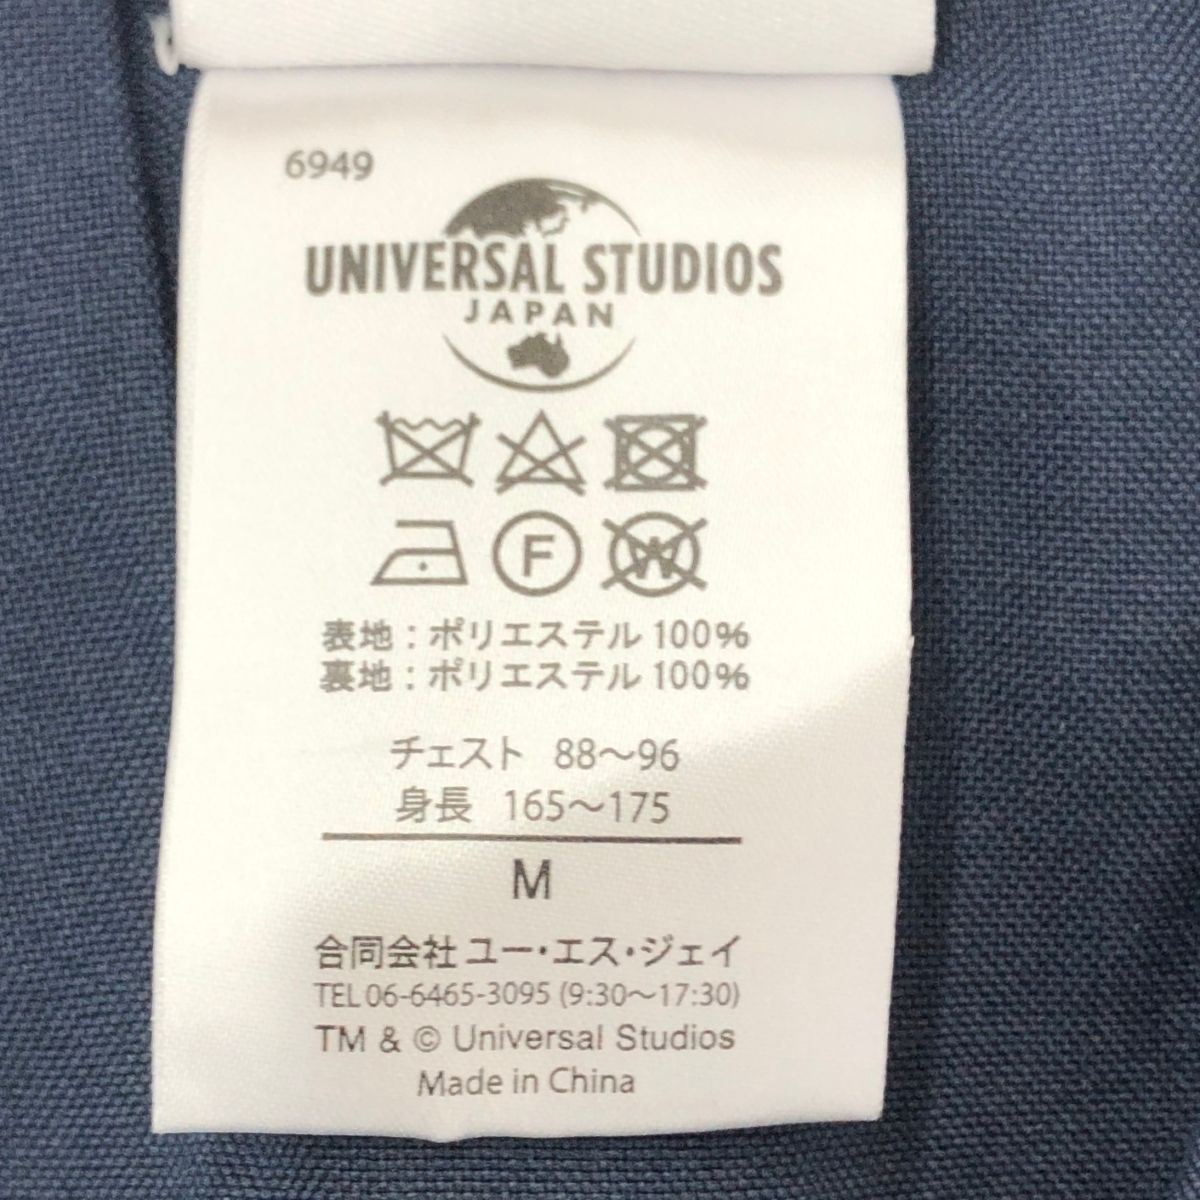 6949
UNIVERSAL STUDIOS
JAPAN
F
W
表地：ポリエステル 100%
裏地：ポリエステル 100%
チェスト 88～96
身長 165～175
M
合同会社ユー・エス・ジェイ
TEL06-6465-3095 (9:30～17:30)
TM & © Universal Studios
Made in China